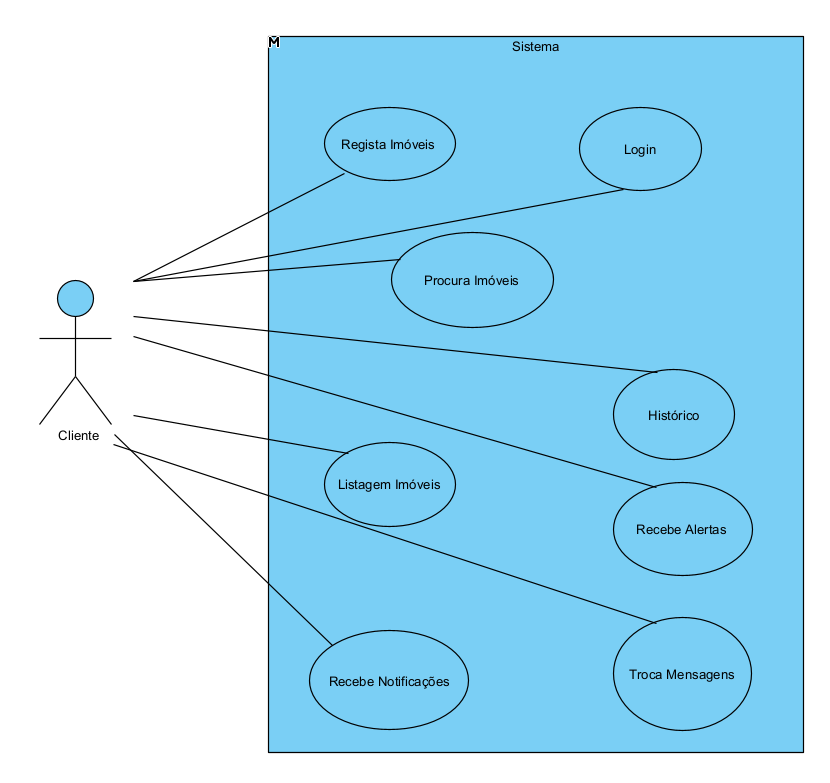 M
Sistema
Regista Imóveis
Login
Procura Imóveis
Histórico
Cliente
Listagem Imóveis
Recebe Alertas
Troca Mensagens
Recebe Notificações